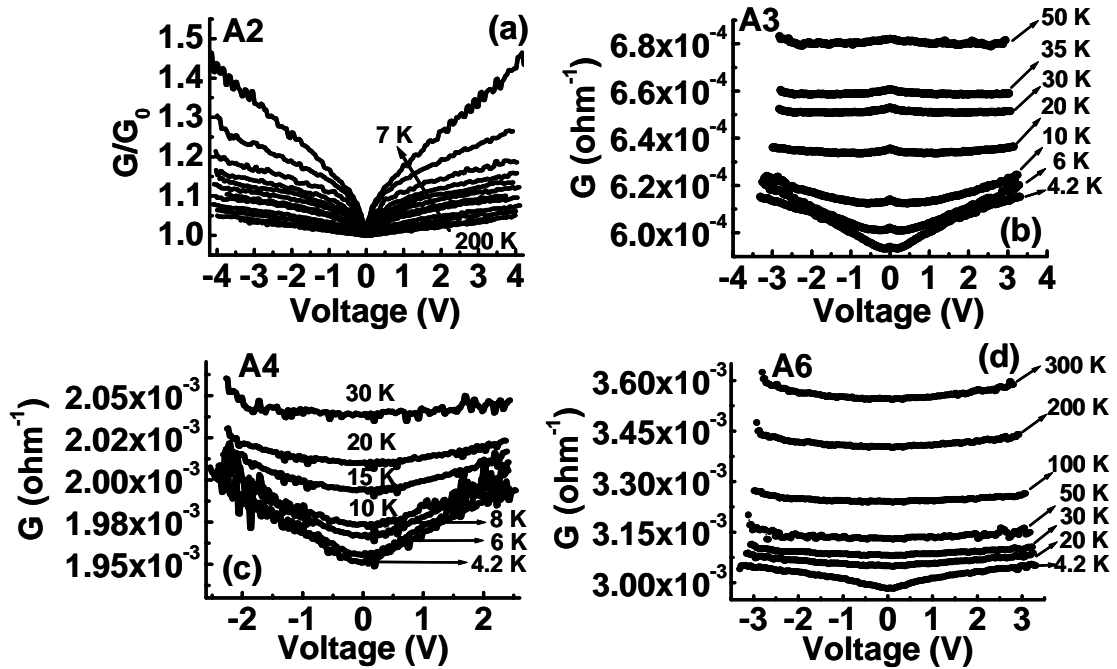 A2
(a)
1.5
1.4
1.3
1.2
1.1
1.0
G/G₀
7 K
200 K
-4 -3 -2 -1 0 1 2 3 4
Voltage (V)
A3
(b)
6.8x10⁻⁴
6.6x10⁻⁴
6.4x10⁻⁴
6.2x10⁻⁴
6.0x10⁻⁴
G (ohm⁻¹)
50 K
35 K
30 K
20 K
10 K
6 K
4.2 K
-4 -3 -2 -1 0 1 2 3 4
Voltage (V)
A4
(c)
2.05x10⁻³
2.02x10⁻³
2.00x10⁻³
1.98x10⁻³
1.95x10⁻³
G (ohm⁻¹)
30 K
20 K
15 K
10 K
8 K
6 K
4.2 K
-2 -1 0 1 2
Voltage (V)
A6
(d)
3.60x10⁻³
3.45x10⁻³
3.30x10⁻³
3.15x10⁻³
3.00x10⁻³
G (ohm⁻¹)
300 K
200 K
100 K
50 K
30 K
20 K
4.2 K
-3 -2 -1 0 1 2 3
Voltage (V)